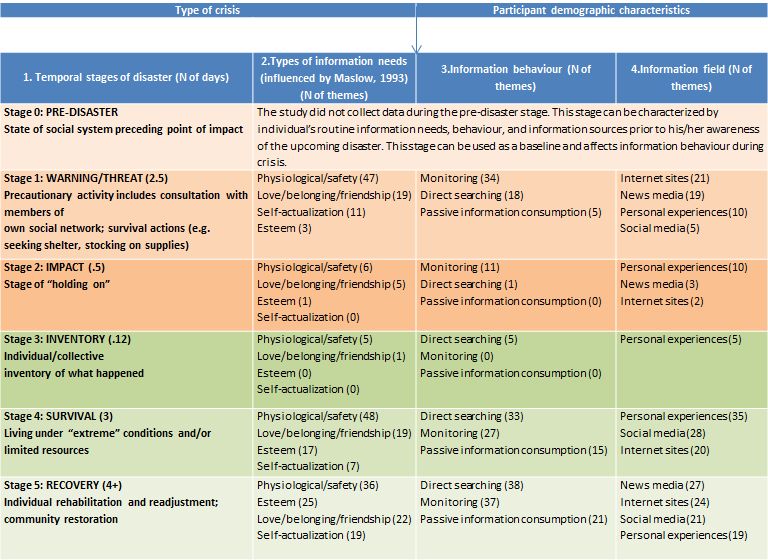 Type of crisis
Participant demographic characteristics
1. Temporal stages of disaster (N of days)
2.Types of information needs
(influenced by Maslow, 1993)
(N of themes)
3.Information behaviour (N of
themes)
4.Information field (N of
themes)
Stage 0: PRE-DISASTER
State of social system preceding point of impact
The study did not collect data during the pre-disaster stage. This stage can be characterized by
individual's routine information needs, behaviour, and information sources prior to his/her awareness
of the upcoming disaster. This stage can be used as a baseline and affects information behaviour during
crisis.
Stage 1: WARNING/THREAT (2.5)
Precautionary activity includes consultation with
members of
own social network; survival actions (e.g.
seeking shelter, stocking on supplies)
Physiological/safety (47)
Love/belonging/friendship (19)
Self-actualization (11)
Esteem (3)
Monitoring (34)
Direct searching (18)
Passive information consumption (5)
Internet sites (21)
News media (19)
Personal experiences(10)
Social media(5)
Stage 2: IMPACT (.5)
Stage of "holding on"
Physiological/safety (6)
Love/belonging/friendship (5)
Esteem (1)
Self-actualization (0)
Monitoring (11)
Direct searching (1)
Passive information consumption (0)
Personal experiences(10)
News media (3)
Internet sites (2)
Stage 3: INVENTORY (.12)
Individual/collective
inventory of what happened
Physiological/safety (5)
Love/belonging/friendship (1)
Esteem (0)
Self-actualization (0)
Direct searching (5)
Monitoring (0)
Passive information consumption (0)
Personal experiences(5)
Stage 4: SURVIVAL (3)
Living under "extreme" conditions and/or
limited resources
Physiological/safety (48)
Love/belonging/friendship (19)
Esteem (17)
Self-actualization (7)
Direct searching (33)
Monitoring (27)
Passive information consumption (15)
Personal experiences(35)
Social media(28)
Internet sites (20)
Stage 5: RECOVERY (4+)
Individual rehabilitation and readjustment;
community restoration
Physiological/safety (36)
Esteem (25)
Love/belonging/friendship (22)
Self-actualization (19)
Direct searching (38)
Monitoring (37)
Passive information consumption (21)
News media (27)
Internet sites (24)
Social media(21)
Personal experiences(19)